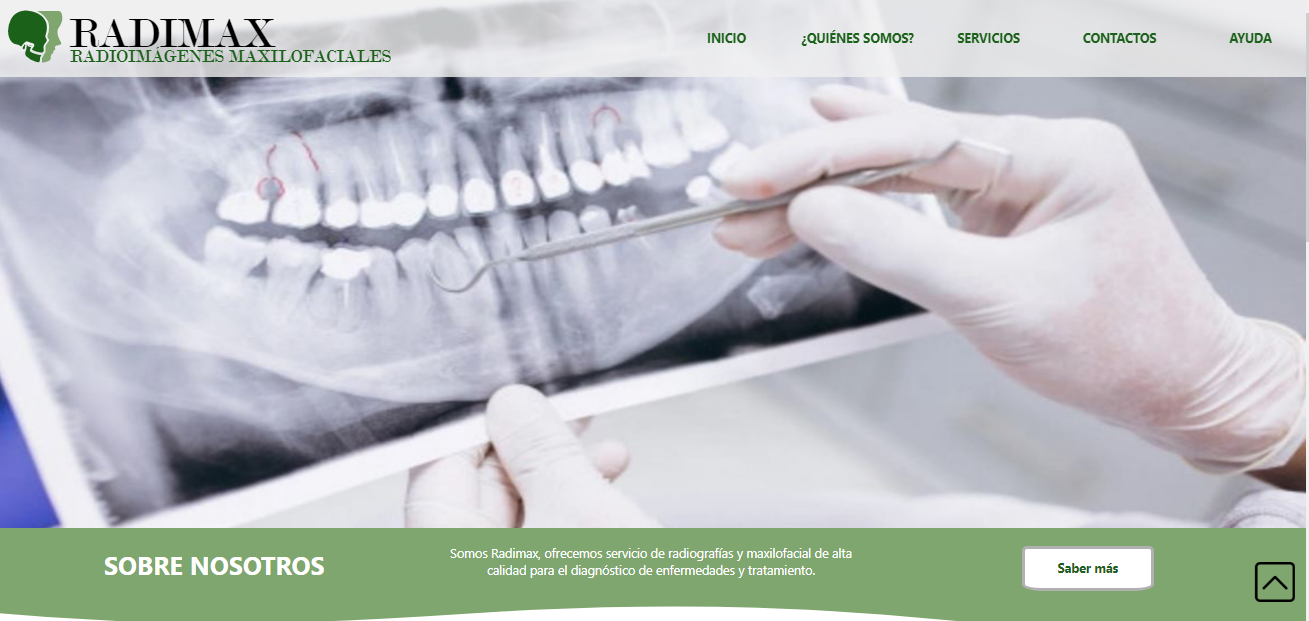 RADIMAX
RADIOIMÁGENES MAXILOFACIALES
INICIO
¿QUIÉNES SOMOS?
SERVICIOS
CONTACTOS
AYUDA
SOBRE NOSOTROS
Somos Radimax, ofrecemos servicio de radiografías y maxilofacial de alta
calidad para el diagnóstico de enfermedades y tratamiento.
Saber más